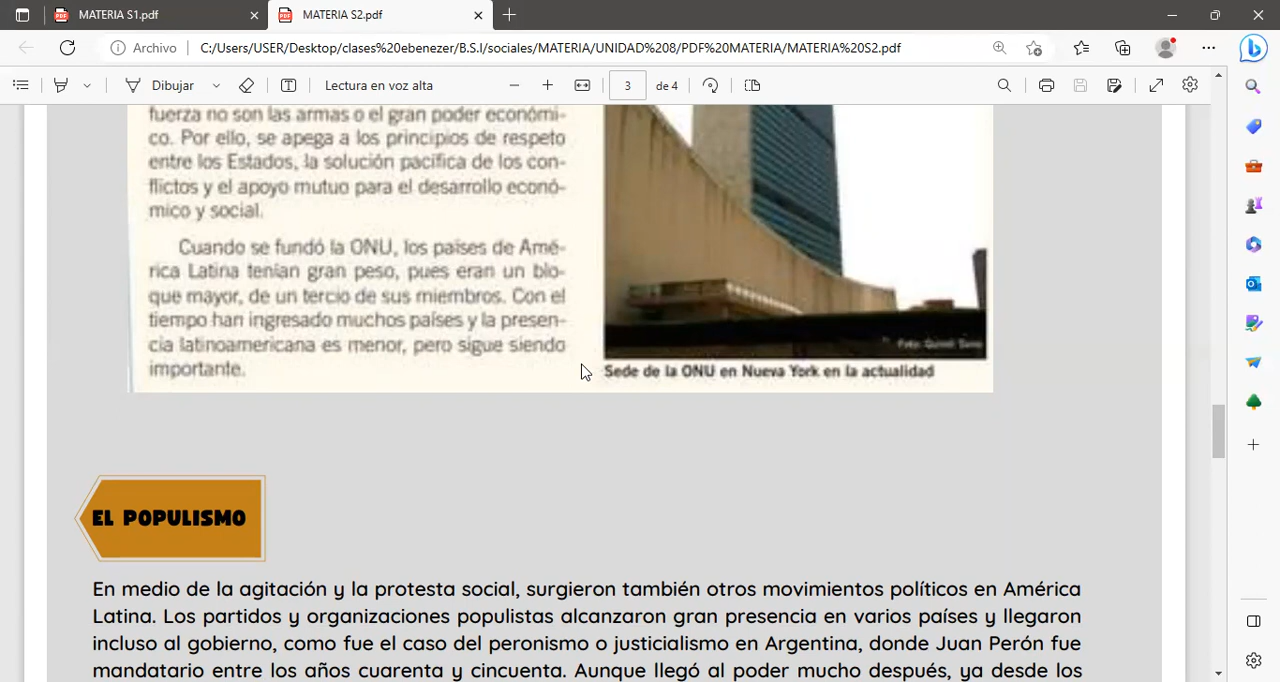 MATERIA S1.pdf
MATERIA S2.pdf
Archivo
C:/Users/USER/Desktop/clases%20ebenezer/B.S.I/sociales/MATERIA/UNIDAD%208/PDF%20MATERIA/MATERIA%20S2.pdf
Dibujar
Lectura en voz alta
3 de 4
fuerza no son las armas o el gran poder económi-
co. Por ello, se apega a los principios de respeto
entre los Estados, la solución pacífica de los con-
flictos y el apoyo mutuo para el desarrollo econó-
mico y social.
Cuando se fundó la ONU, los países de Amé-
rica Latina tenían gran peso, pues eran un blo-
que mayor, de un tercio de sus miembros. Con el
tiempo han ingresado muchos países y la presen-
cia latinoamericana es menor, pero sigue siendo
importante.
Sede de la ONU en Nueva York en la actualidad
EL POPULISMO
En medio de la agitación y la protesta social, surgieron también otros movimientos políticos en América
Latina. Los partidos y organizaciones populistas alcanzaron gran presencia en varios países y llegaron
incluso al gobierno, como fue el caso del peronismo o justicialismo en Argentina, donde Juan Perón fue
mandatario entre los años cuarenta y cincuenta. Aunque llegó al poder mucho después, ya desde los